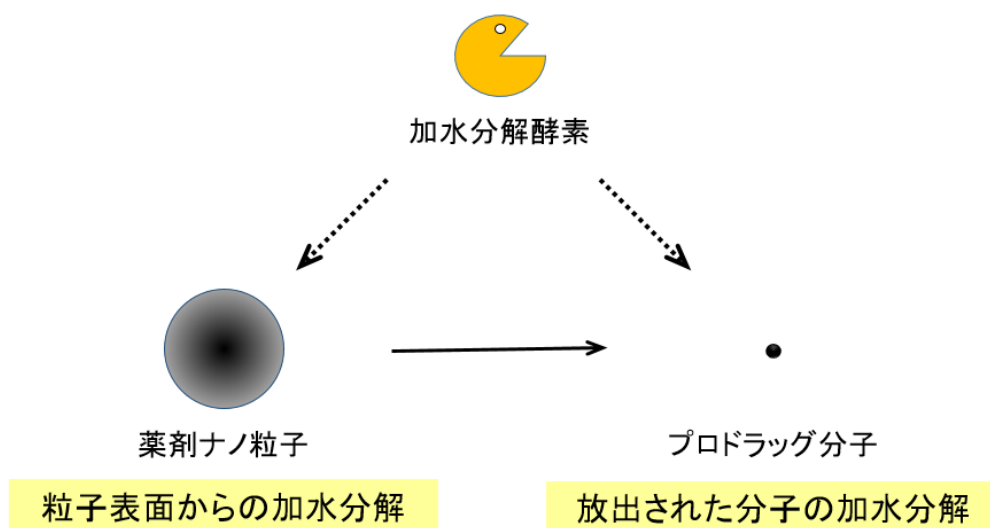 加水分解酵素
薬剤ナノ粒子
プロドラッグ分子
粒子表面からの加水分解
放出された分子の加水分解